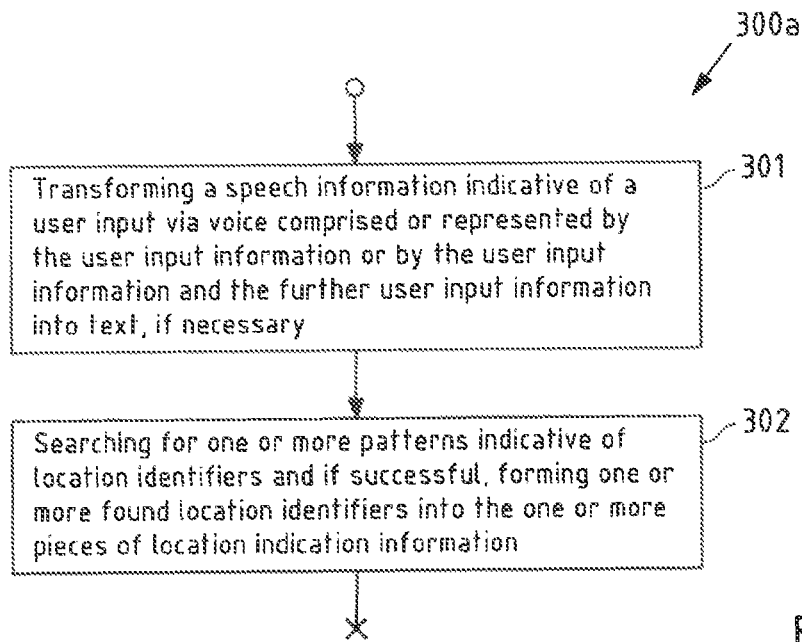 300a
301
Transforming a speech information indicative of a
user input via voice comprised or represented by
the user input information or by the user input
information and the further user input information
into text, if necessary
302
Searching for one or more patterns indicative of
location identifiers and if successful, forming one or
more found location identifiers into the one or more
pieces of location indication information